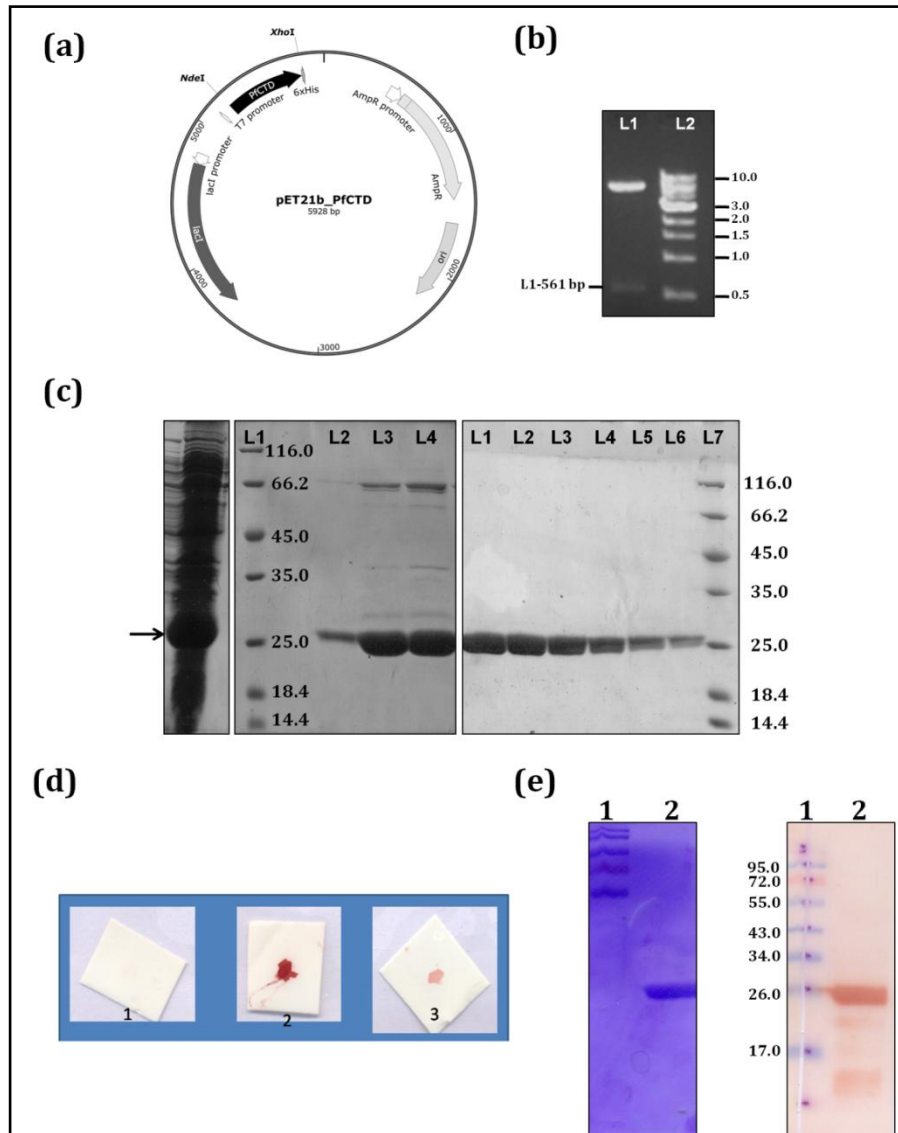 (a)
XhoI
NdeI
PfCTD
6xHis
T7 promoter
lacI promoter
lacI
AmpR promoter
AmpR
ori
1000
2000
3000
4000
5000
pET21b_PfCTD
5928 bp
(b)
L1 L2
10.0
3.0
2.0
1.5
1.0
L1-561 bp
0.5
(c)
L1 L2 L3 L4
116.0
66.2
45.0
35.0
25.0
18.4
14.4
L1 L2 L3 L4 L5 L6 L7
116.0
66.2
45.0
35.0
25.0
18.4
14.4
(d)
1 2 3
(e)
1 2
1 2
95.0
72.0
55.0
43.0
34.0
26.0
17.0